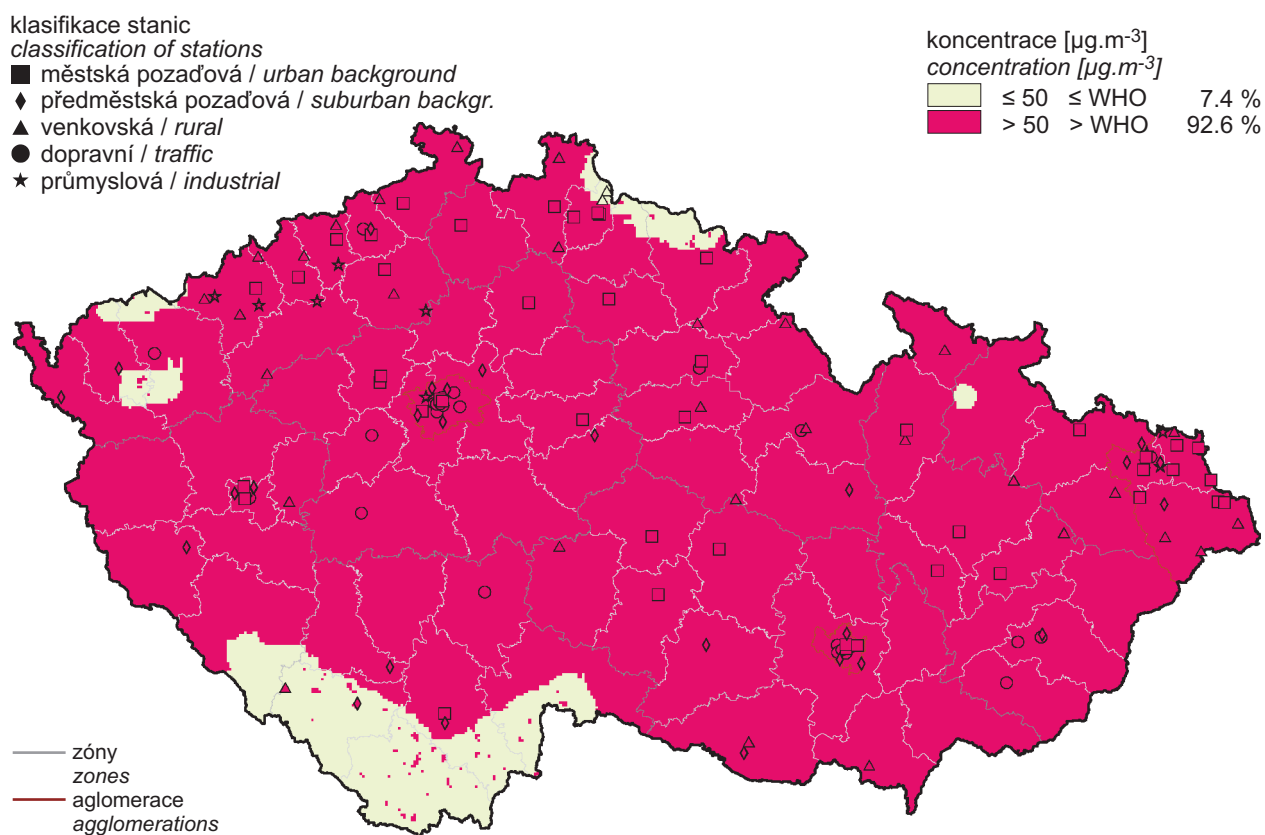 klasifikace stanic
classification of stations
městská pozaďová / urban background
předměstská pozaďová / suburban backgr.
venkovská / rural
dopravní / traffic
průmyslová / industrial
koncentrace [µg.m-3]
concentration [µg.m-3]
≤ 50 ≤ WHO 7.4 %
> 50 > WHO 92.6 %
zóny
zones
aglomerace
agglomerations